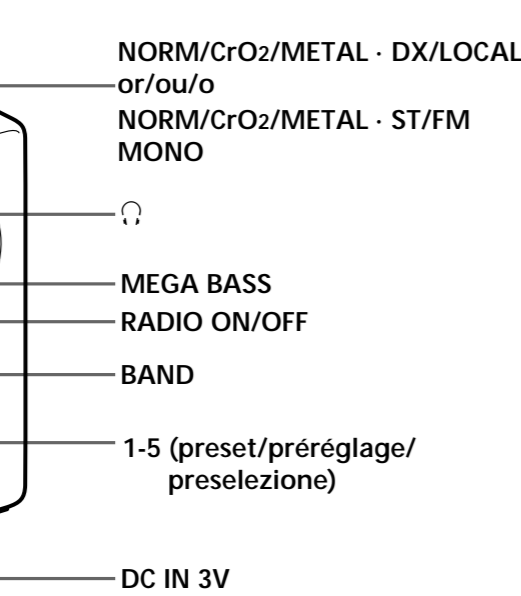 NORM/CrO2/METAL · DX/LOCAL
or/ou/o
NORM/CrO2/METAL · ST/FM
MONO
MEGA BASS
RADIO ON/OFF
BAND
1-5 (preset/préréglage/
preselezione)
DC IN 3V